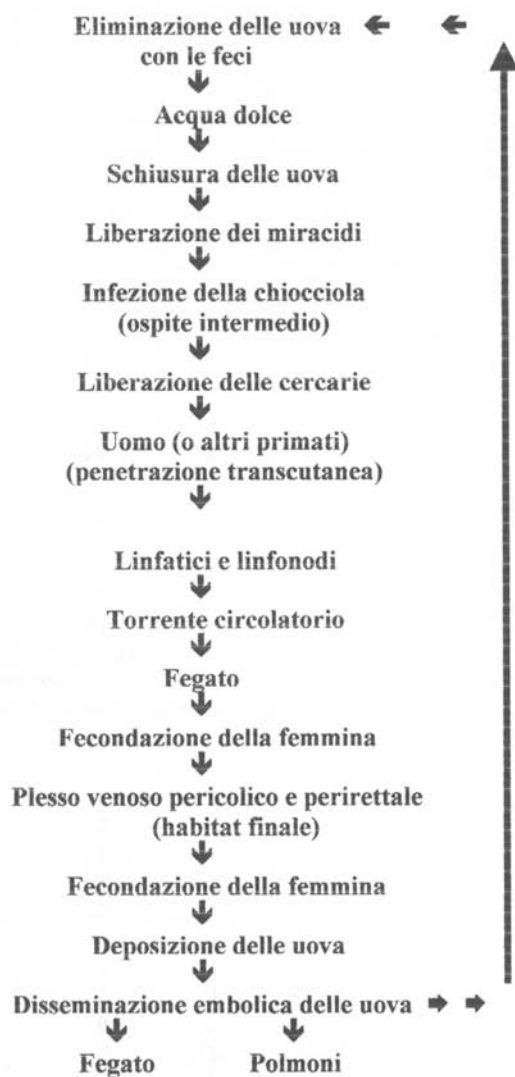 Eliminazione delle uova
con le feci
Acqua dolce
Schiusura delle uova
Liberazione dei miracidi
Infezione della chiocciola
(ospite intermedio)
Liberazione delle cercarie
Uomo (o altri primati)
(penetrazione transcutanea)
Linfatici e linfonodi
Torrente circolatorio
Fegato
Fecondazione della femmina
Plesso venoso pericolico e perirettale
(habitat finale)
Fecondazione della femmina
Deposizione delle uova
Disseminazione embolica delle uova
Fegato Polmoni